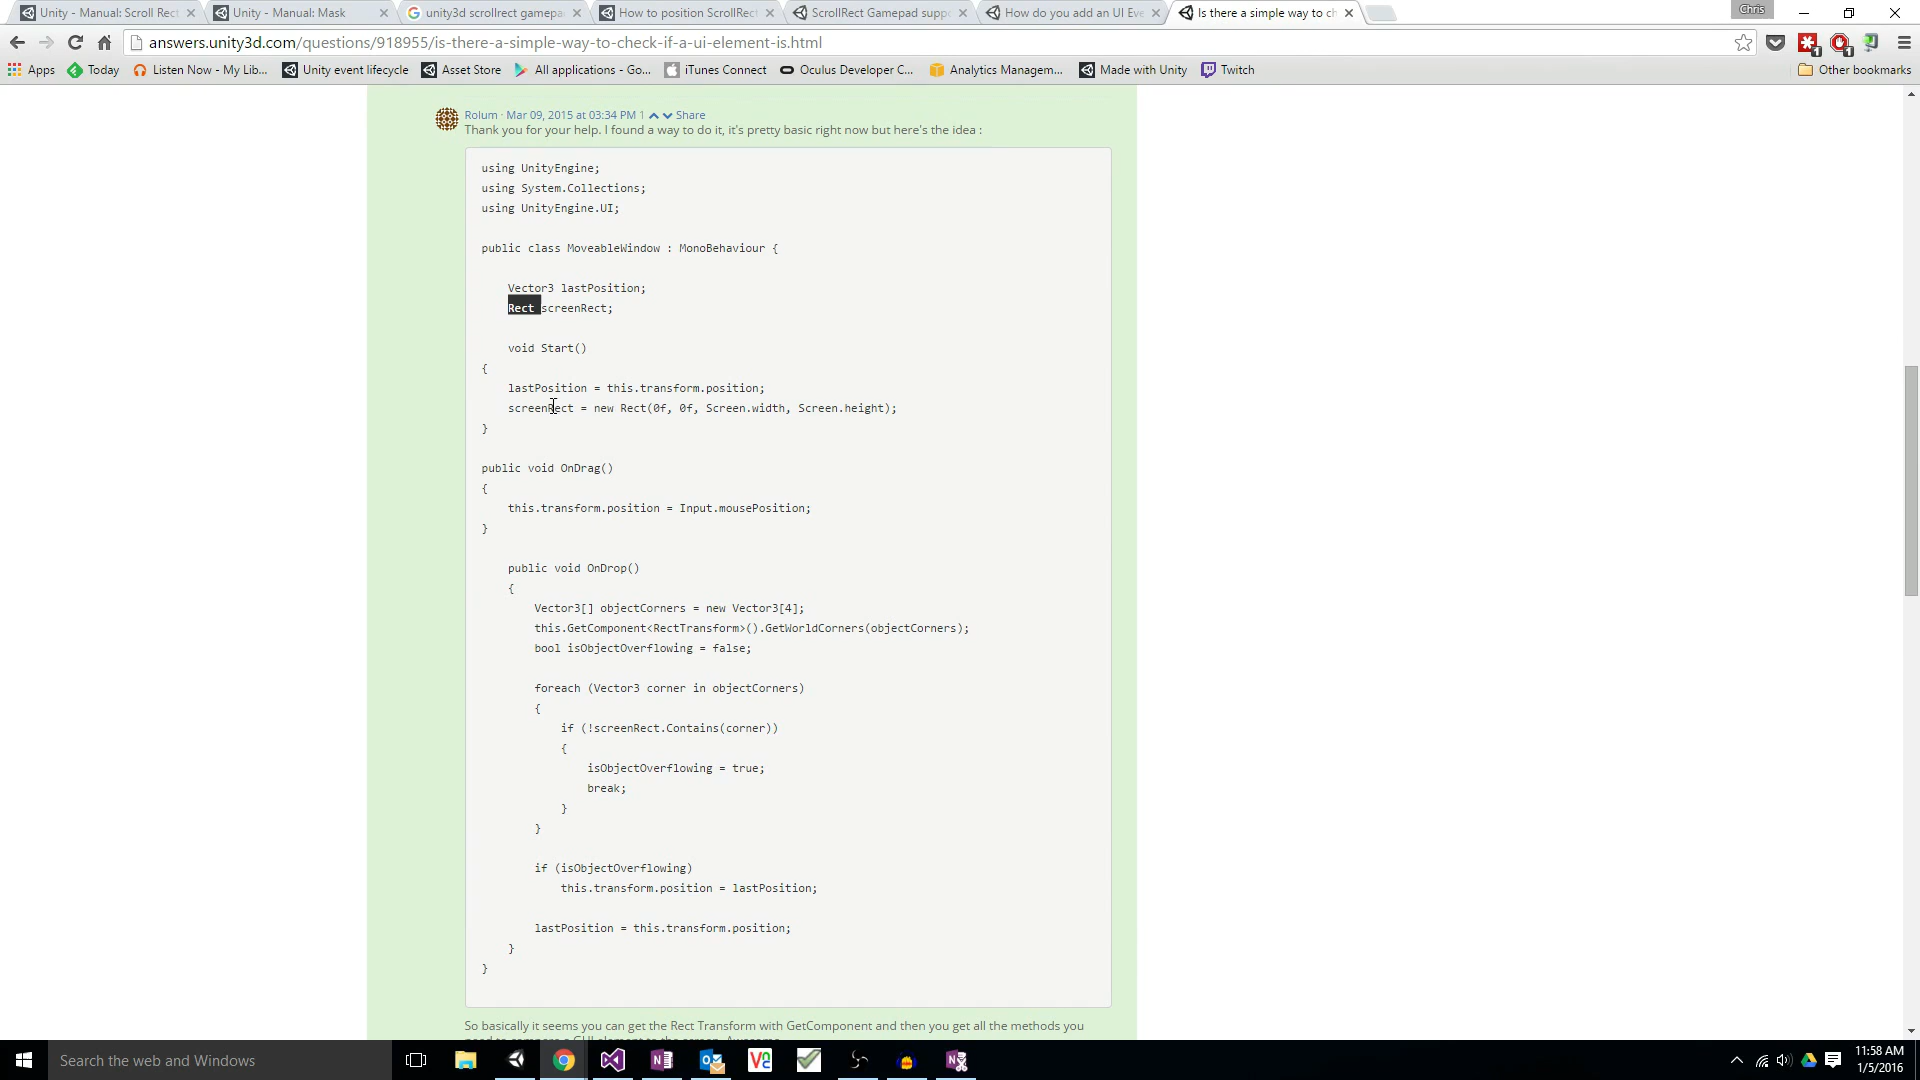 Unity - Manual: Scroll Rect
Unity - Manual: Mask
unity3d scrollrect gamepa
How to position ScrollRect
ScrollRect Gamepad supp
How do you add an UI Eve
Is there a simple way to ch
Chris
answers.unity3d.com/questions/918955/is-there-a-simple-way-to-check-if-a-ui-element-is.html
Apps
Today
Listen Now - My Lib...
Unity event lifecycle
Asset Store
All applications - Go...
iTunes Connect
Oculus Developer C...
Analytics Managem...
Made with Unity
Twitch
Other bookmarks
Rolum · Mar 09, 2015 at 03:34 PM 1 Share
Thank you for your help. I found a way to do it, it's pretty basic right now but here's the idea :
using UnityEngine;
using System.Collections;
using UnityEngine.UI;
public class MoveableWindow : MonoBehaviour {
Vector3 lastPosition;
Rect screenRect;
void Start()
{
lastPosition = this.transform.position;
screenRect = new Rect(0f, 0f, Screen.width, Screen.height);
}
public void OnDrag()
{
this.transform.position = Input.mousePosition;
}
public void OnDrop()
{
Vector3[] objectCorners = new Vector3[4];
this.GetComponent<RectTransform>().GetWorldCorners(objectCorners);
bool isObjectOverflowing = false;
foreach (Vector3 corner in objectCorners)
{
if (!screenRect.Contains(corner))
{
isObjectOverflowing = true;
break;
}
}
if (isObjectOverflowing)
this.transform.position = lastPosition;
lastPosition = this.transform.position;
}
}
So basically it seems you can get the Rect Transform with GetComponent and then you get all the methods you
Search the web and Windows
11:58 AM
1/5/2016